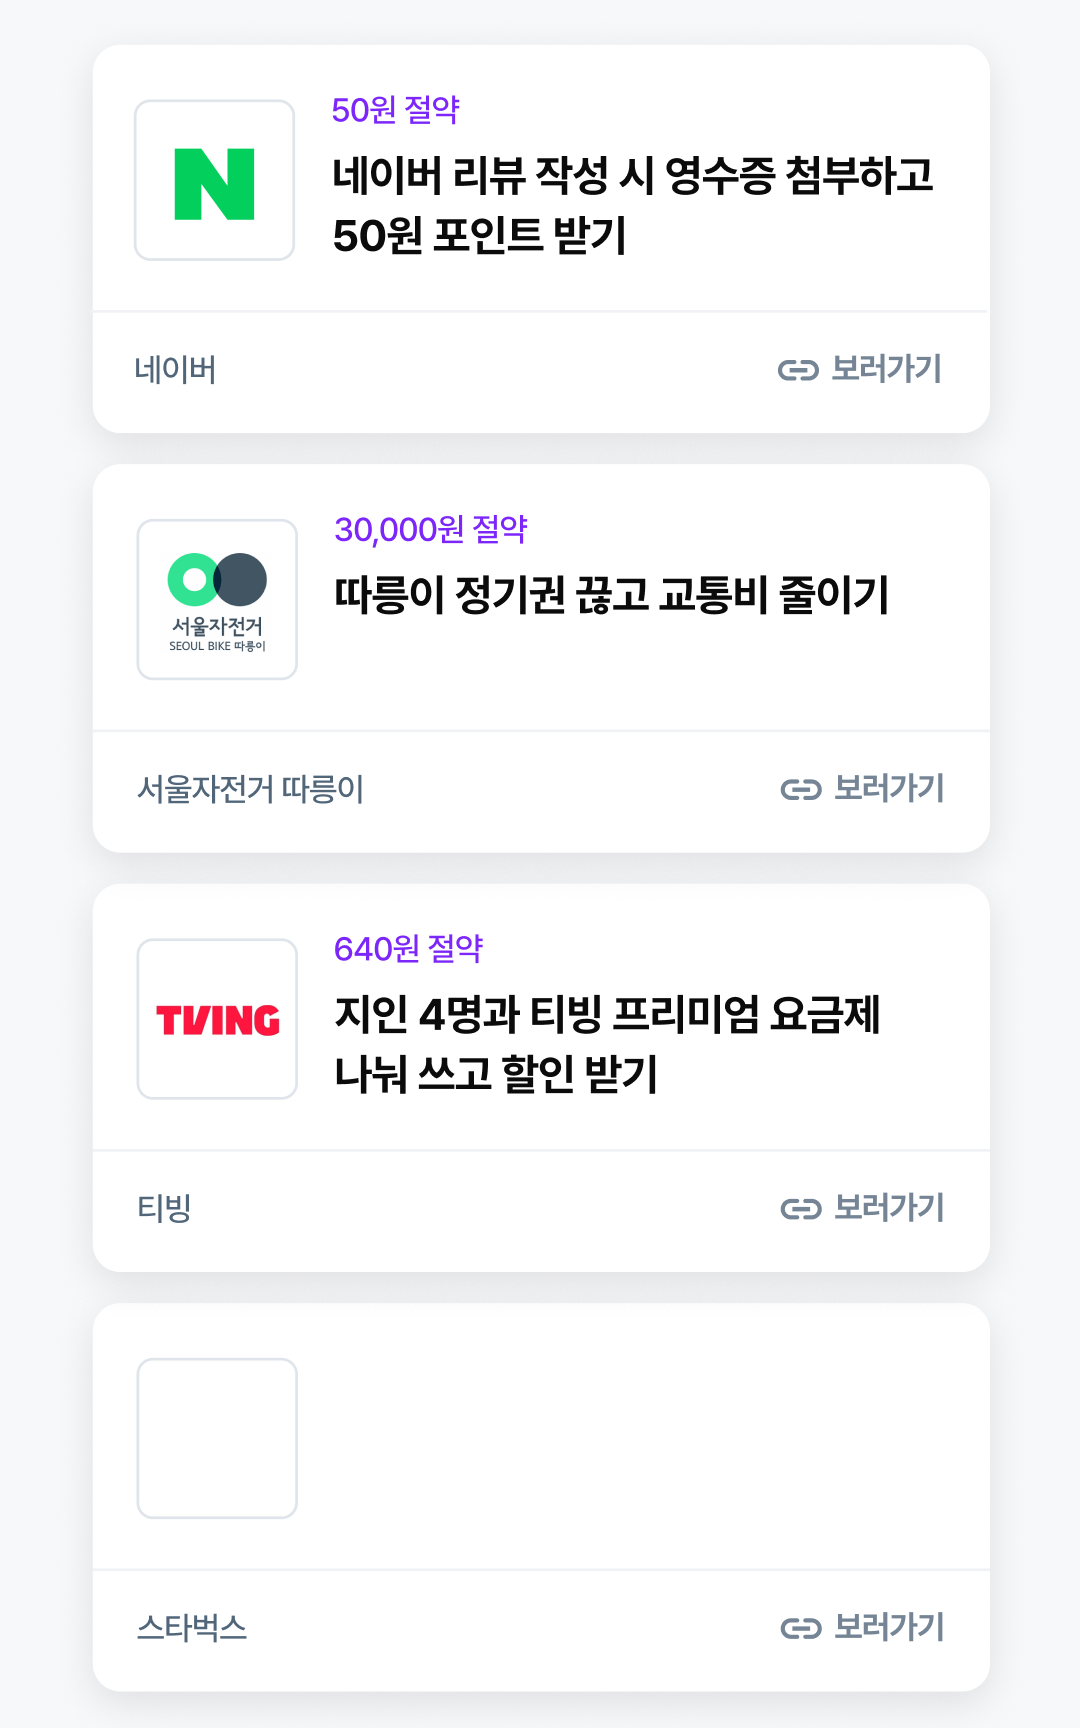 50원 절약
네이버 리뷰 작성 시 영수증 첨부하고
50원 포인트 받기
N
네이버
보러가기
30,000원 절약
따릉이 정기권 끊고 교통비 줄이기
서울자전거
SEOUL BIKE 따릉이
서울자전거 따릉이
보러가기
640원 절약
지인 4명과 티빙 프리미엄 요금제
나눠 쓰고 할인 받기
TVING
티빙
보러가기
스타벅스
보러가기